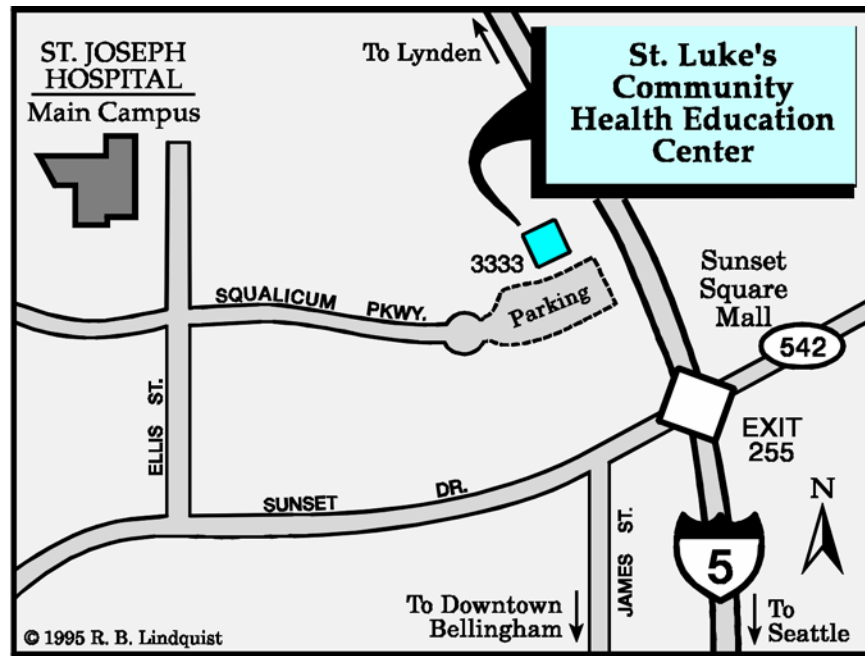 ST. JOSEPH
HOSPITAL
Main Campus
To Lynden
St. Luke's
Community
Health Education
Center
3333
Parking
SQUALICUM PKWY.
Sunset
Square
Mall
542
EXIT
255
ELLIS ST.
SUNSET DR.
JAMES ST.
N
5
To Downtown
Bellingham
To
Seattle
© 1995 R. B. Lindquist